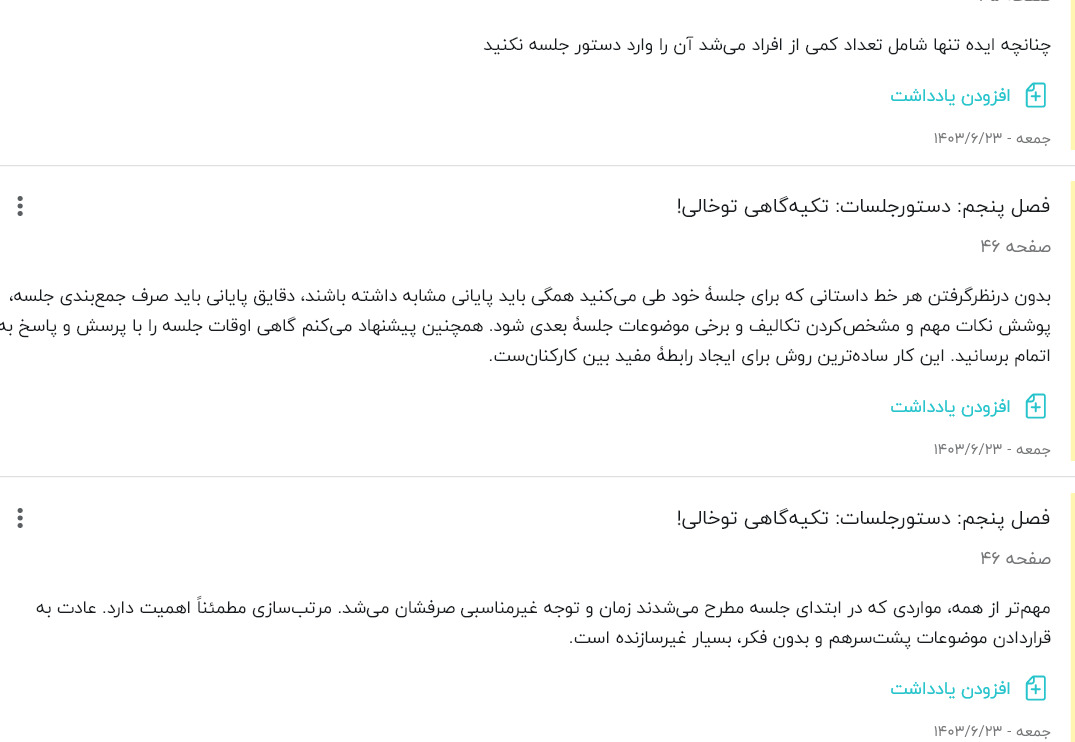 چنانچه ایده تنها شامل تعداد کمی از افراد می‌شد آن را وارد دستور جلسه نکنید
افزودن یادداشت
جمعه - ۱۴۰۳/۶/۲۳
فصل پنجم: دستورجلسات: تکیه‌گاهی توخالی!
صفحه ۴۶
بدون درنظرگرفتن هر خط داستانی که برای جلسهٔ خود طی می‌کنید همگی باید پایانی مشابه داشته باشند، دقایق پایانی باید صرف جمع‌بندی جلسه،
پوشش نکات مهم و مشخص‌کردن تکالیف و برخی موضوعات جلسهٔ بعدی شود. همچنین پیشنهاد می‌کنم گاهی اوقات جلسه را با پرسش و پاسخ به
اتمام برسانید. این کار ساده‌ترین روش برای ایجاد رابطهٔ مفید بین کارکنان‌ست.
افزودن یادداشت
جمعه - ۱۴۰۳/۶/۲۳
فصل پنجم: دستورجلسات: تکیه‌گاهی توخالی!
صفحه ۴۶
مهم‌تر از همه، مواردی که در ابتدای جلسه مطرح می‌شدند زمان و توجه غیرمناسبی صرفشان می‌شد. مرتب‌سازی مطمئناً اهمیت دارد. عادت به
قراردادن موضوعات پشت‌سرهم و بدون فکر، بسیار غیرسازنده است.
افزودن یادداشت
جمعه - ۱۴۰۳/۶/۲۳